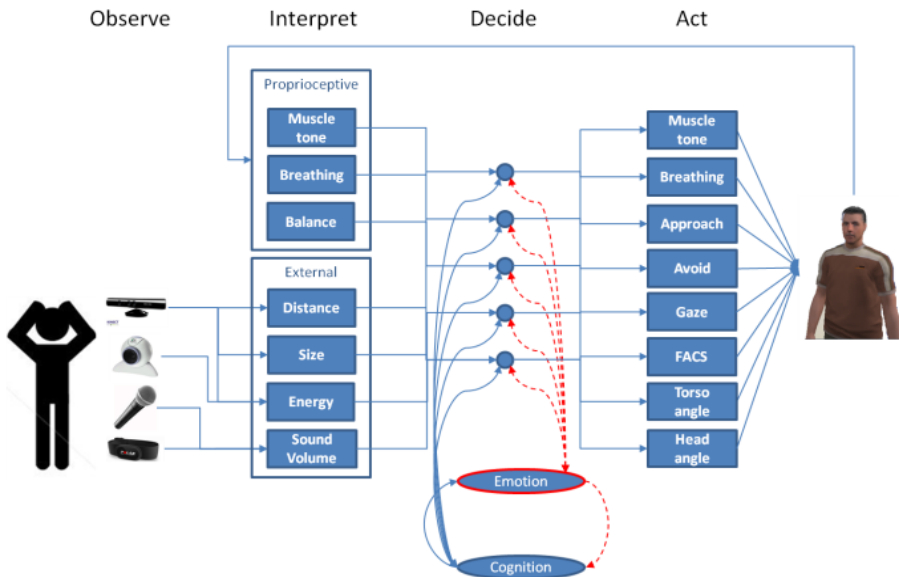 Observe
Interpret
Decide
Act
Proprioceptive
Muscle
tone
Breathing
Balance
External
Distance
Size
Energy
Sound
Volume
Emotion
Cognition
Muscle
tone
Breathing
Approach
Avoid
Gaze
FACS
Torso
angle
Head
angle